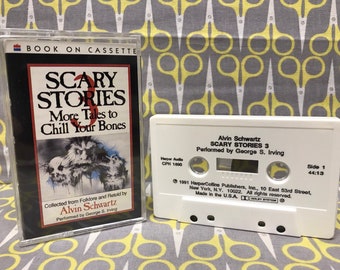 BOOK ON CASSETTE
SCARY
STORIES
3
More Tales to
Chill Your Bones
Collected from Folklore and Retold by
Alvin Schwartz
Performed by George S. Irving
Alvin Schwartz
SCARY STORIES 3
Performed by George S. Irving
Harper Audio
CPN 1890
Side 1
44:13
℗ 1991 HarperCollins Publishers, Inc., 10 East 53rd Street,
New York, N.Y. 10022. All Rights Reserved.
Made in the U.S.A.
DOLBY SYSTEM